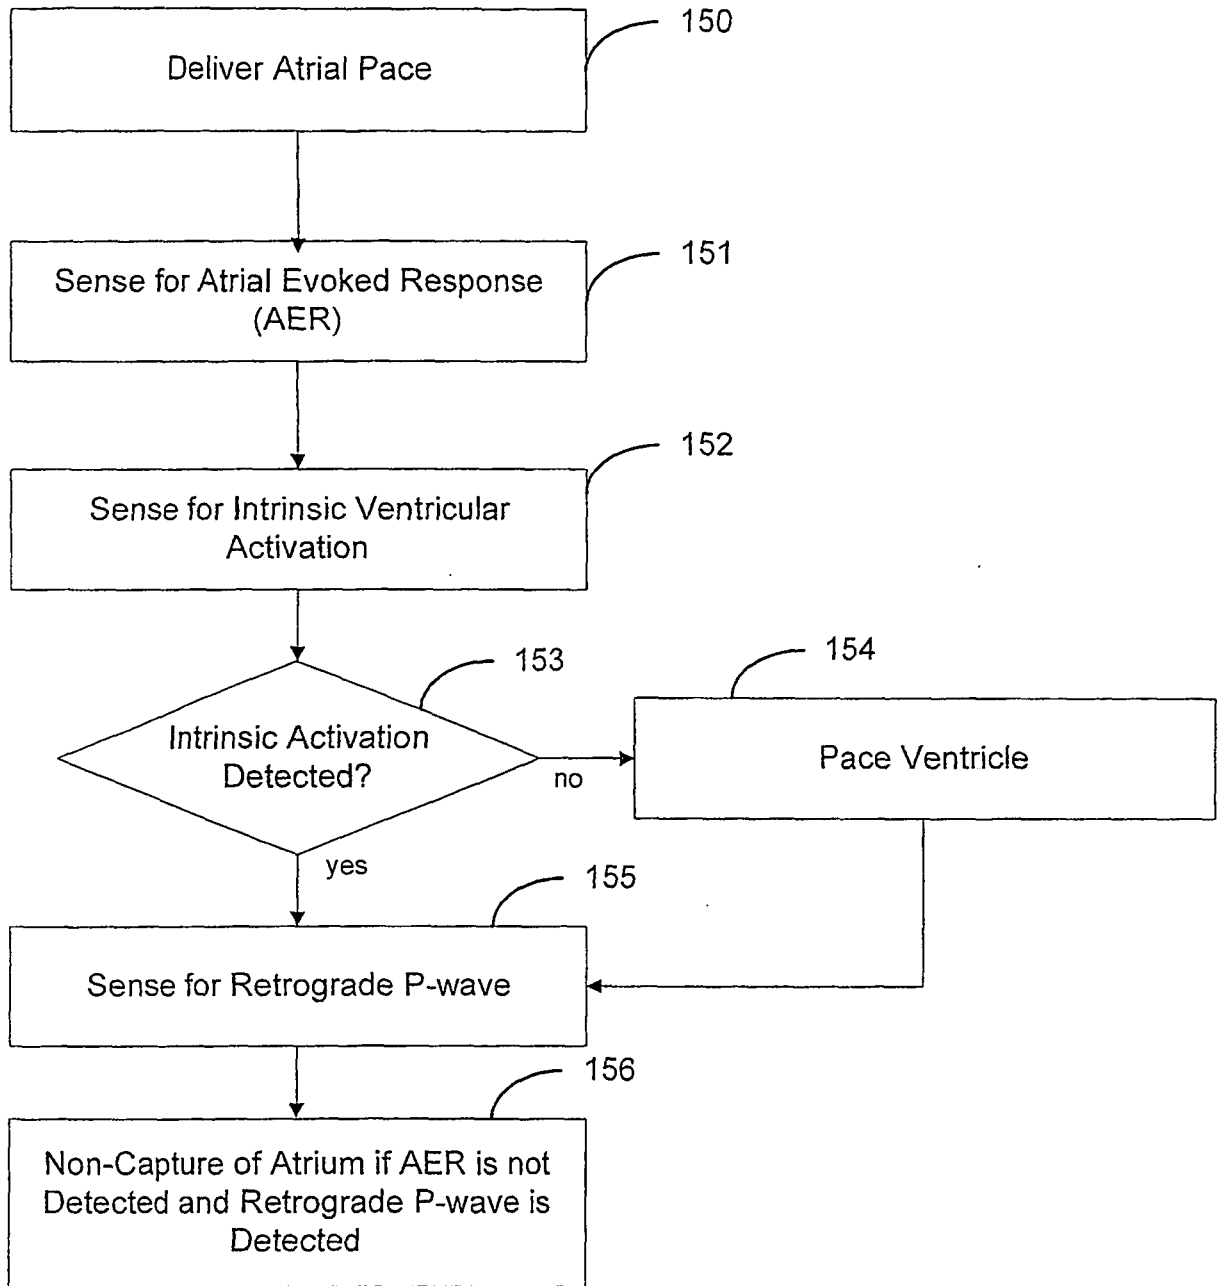 150
Deliver Atrial Pace
151
Sense for Atrial Evoked Response
(AER)
152
Sense for Intrinsic Ventricular
Activation
153
Intrinsic Activation
Detected?
no
yes
154
Pace Ventricle
155
Sense for Retrograde P-wave
156
Non-Capture of Atrium if AER is not
Detected and Retrograde P-wave is
Detected